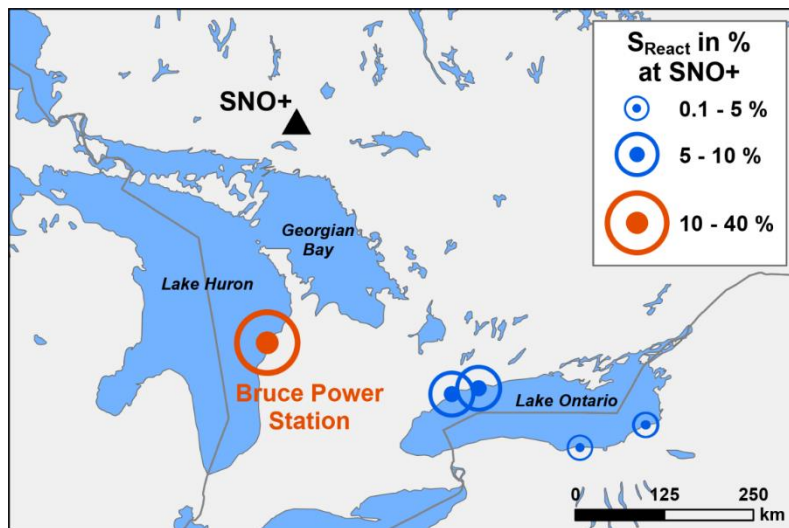 SNO+
Georgian
Bay
Lake Huron
Bruce Power
Station
Lake Ontario
S_React in %
at SNO+
0.1 - 5 %
5 - 10 %
10 - 40 %
0 125 250
km